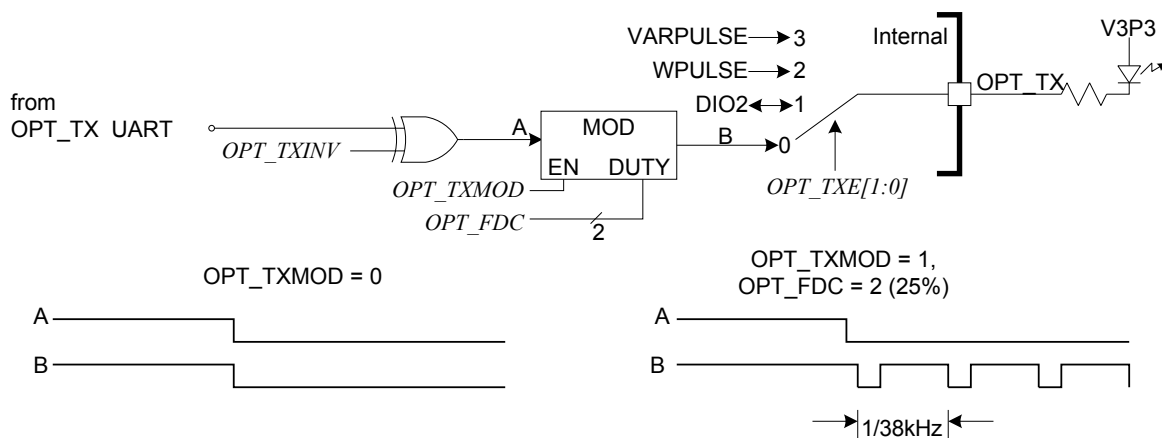 VARPULSE 3
Internal
V3P3
WPULSE 2
OPT_TX
from
OPT_TX UART
DIO2 1
A
MOD
B
0
OPT_TXINV
EN DUTY
OPT_TXMOD
OPT_TXE[1:0]
OPT_FDC
2
OPT_TXMOD = 0
OPT_TXMOD = 1,
OPT_FDC = 2 (25%)
A
B
A
B
1/38kHz